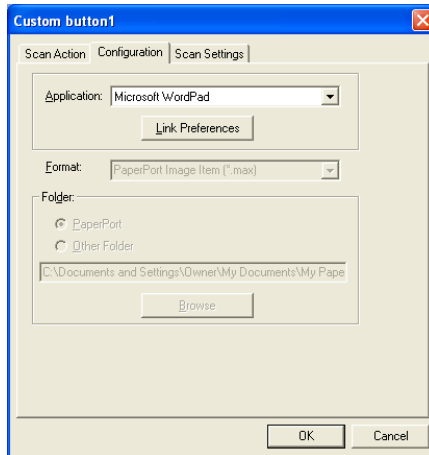 Custom button1
Scan Action Configuration Scan Settings
Application: Microsoft WordPad
Link Preferences
Format: PaperPort Image Item (*.max)
Folder:
PaperPort
Other Folder
C:\Documents and Settings\Owner\My Documents\My Pape
Browse
OK Cancel